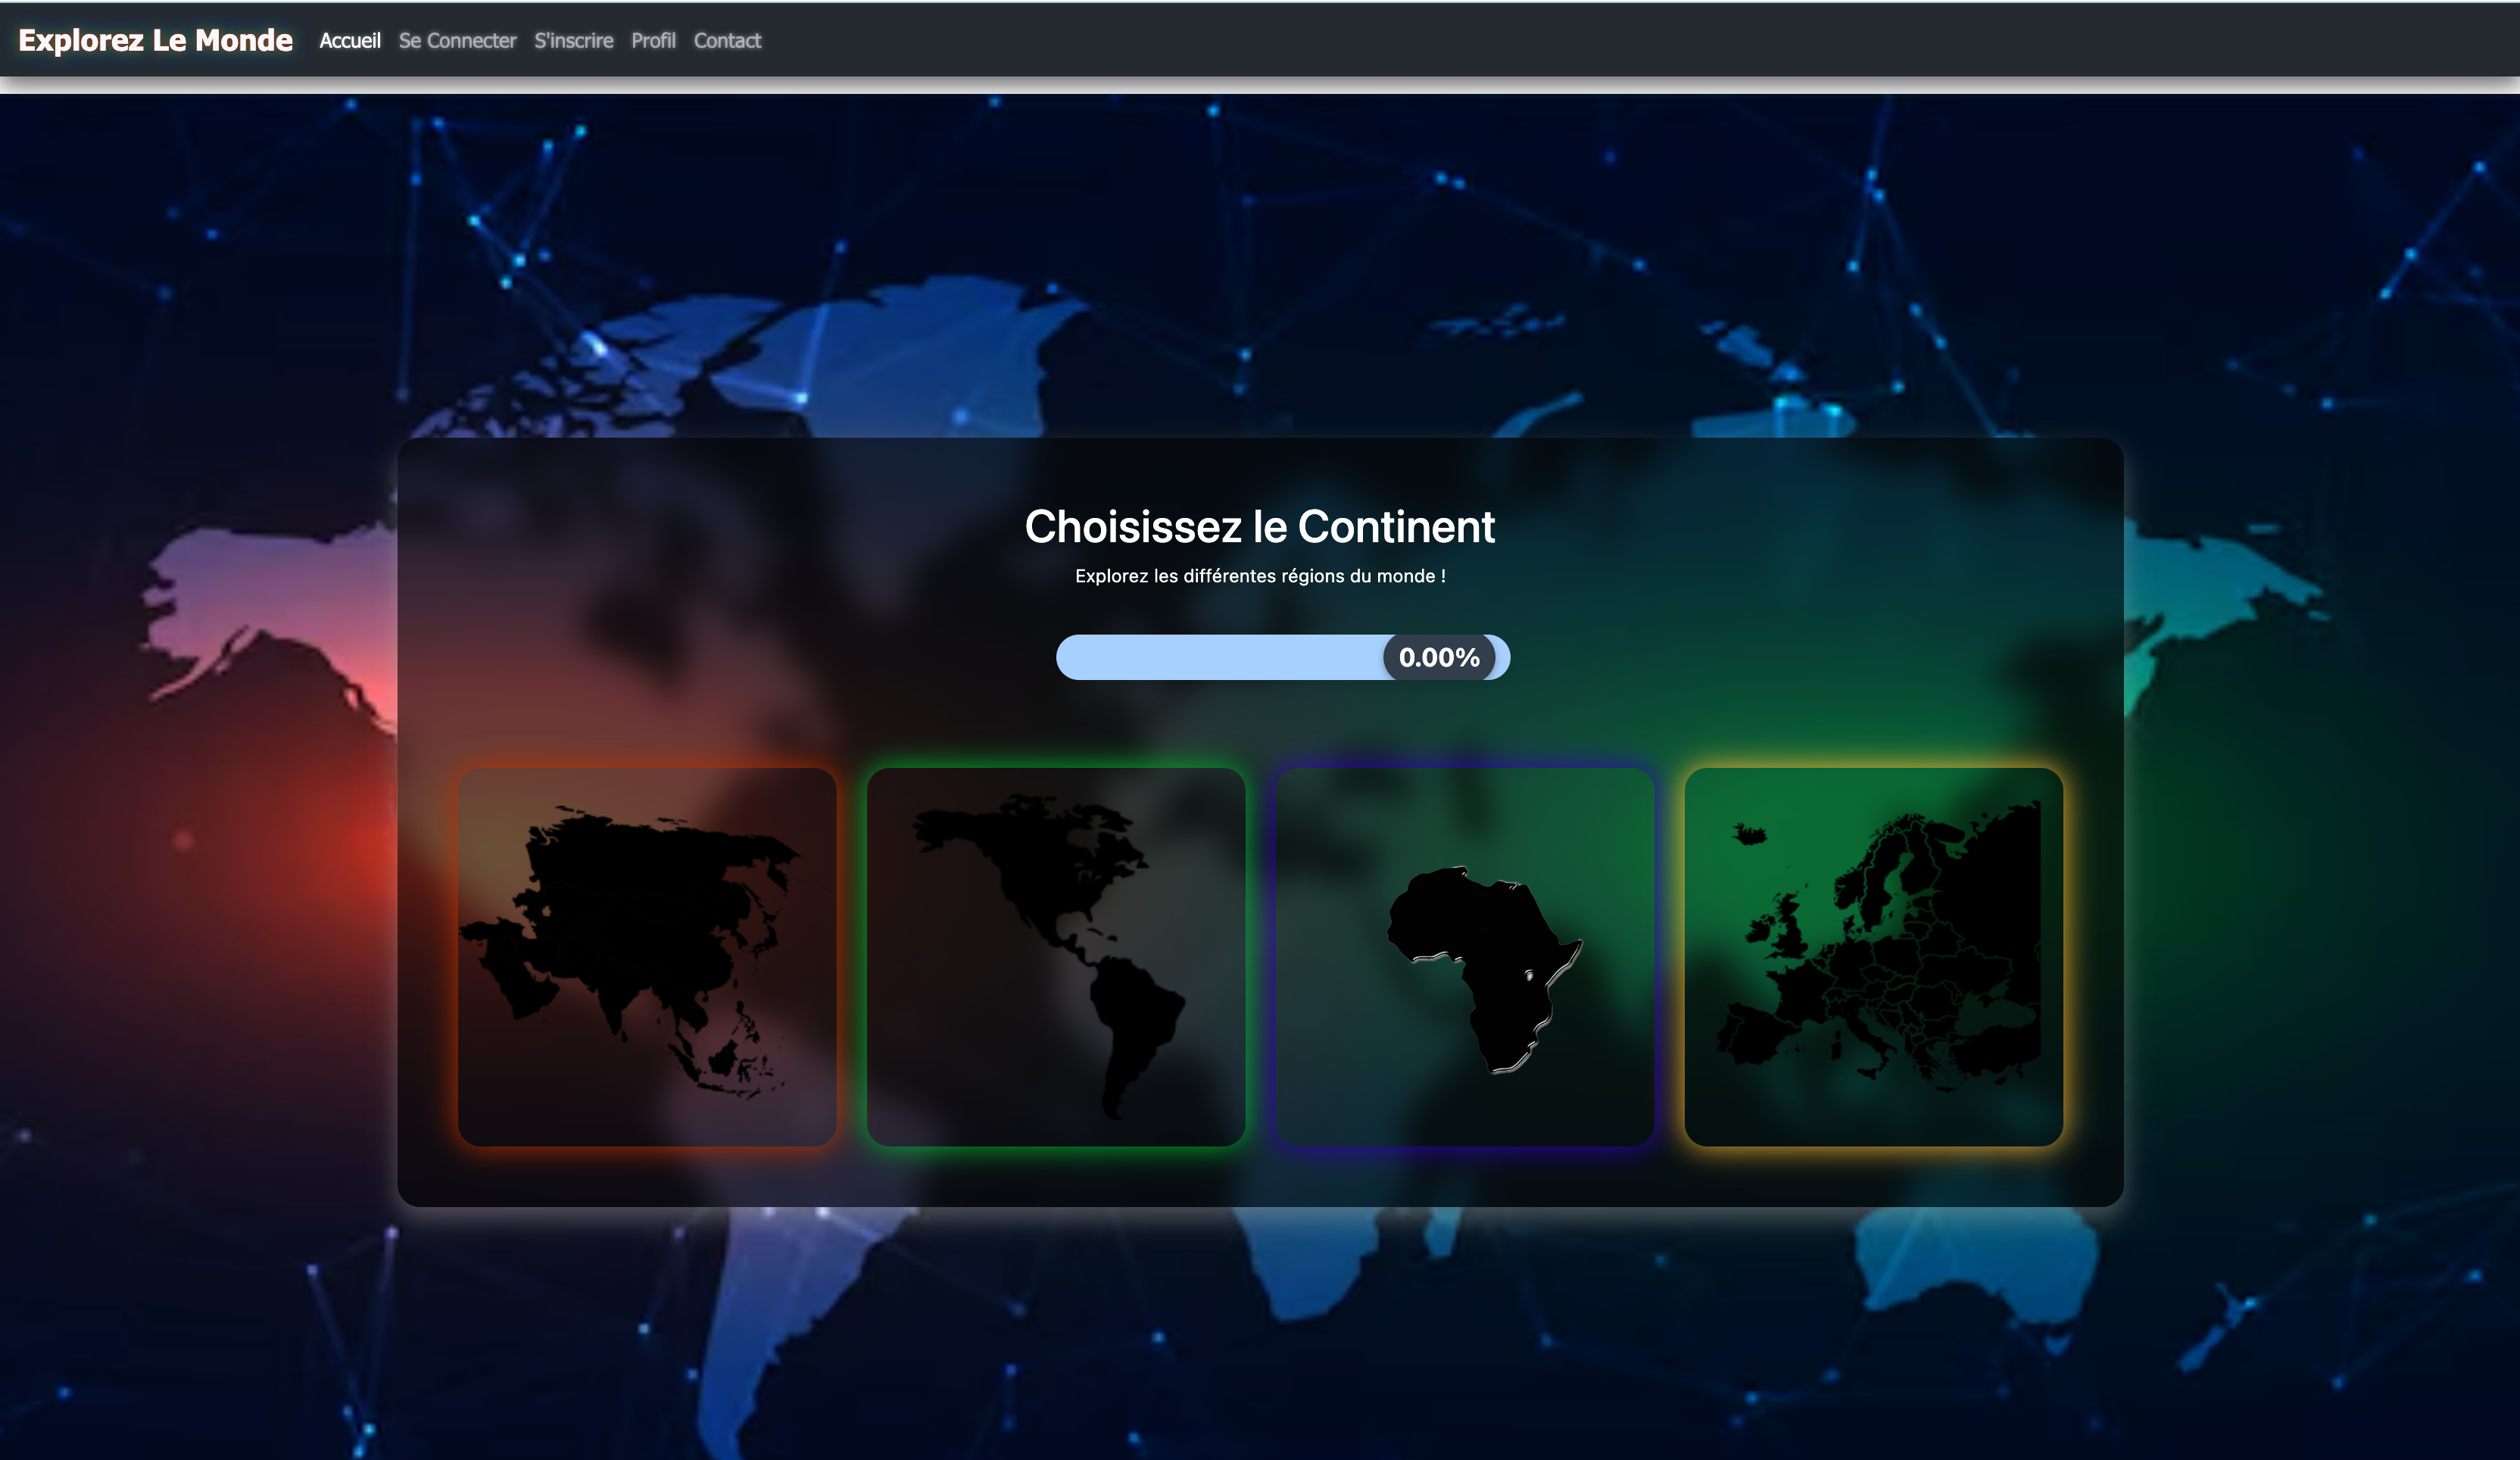 Explorez Le Monde Accueil Se Connecter S'inscrire Profil Contact
Choisissez le Continent
Explorez les différentes régions du monde !
0.00%